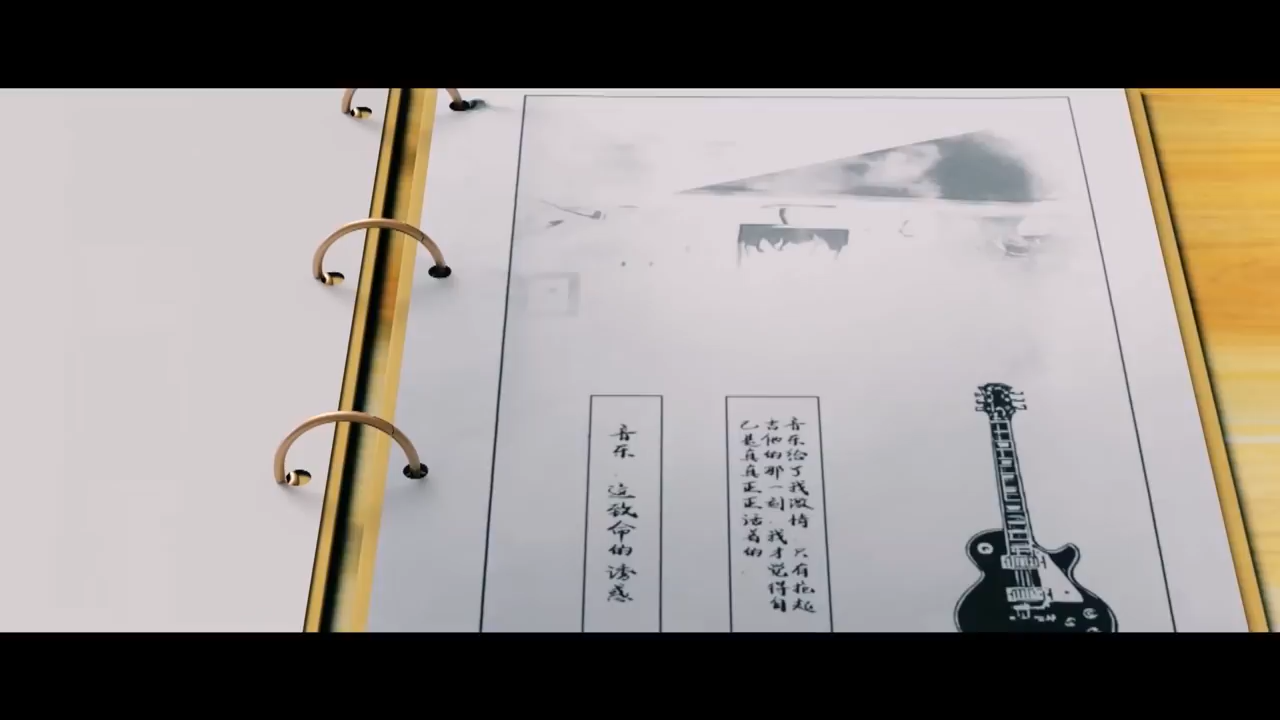 音乐.这致命的诱惑
音乐给了我激情 只有抱起
吉他的那一刻.我才觉得自
己是真真正正活着的.